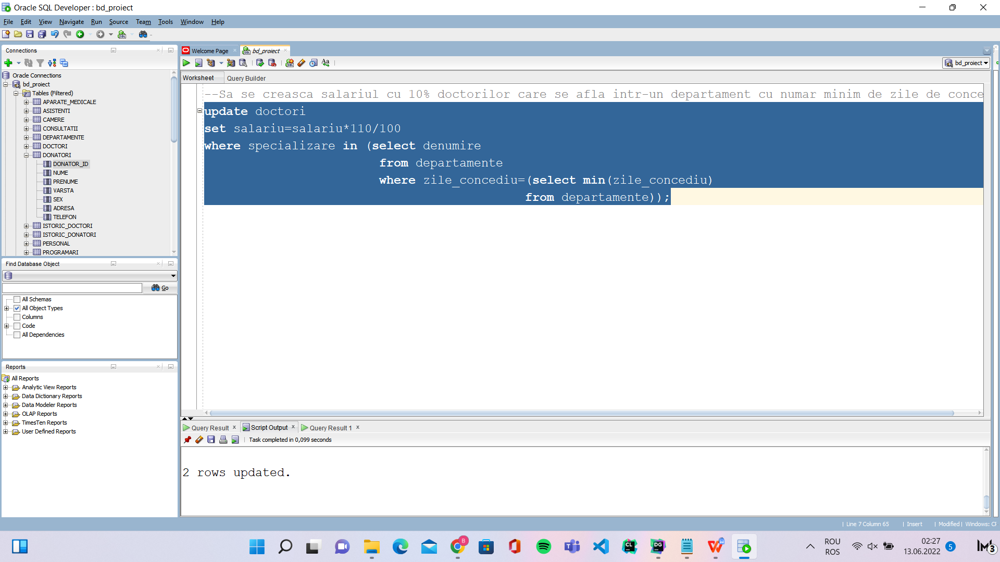 Oracle SQL Developer : bd_proiect
File Edit View Navigate Run Source Team Tools Window Help
Connections
Welcome Page
bd_proiect
bd_proiect
Oracle Connections
bd_proiect
Tables (Filtered)
APARATE_MEDICALE
ASISTENTI
CAMERE
CONSULTATII
DEPARTAMENTE
DOCTORI
DONATORI
DONATOR_ID
NUME
PRENUME
VARSTA
SEX
ADRESA
TELEFON
ISTORIC_DOCTORI
ISTORIC_DONATORI
PERSONAL
PROGRAMARI
Worksheet Query Builder
--Sa se creasca salariul cu 10% doctorilor care se afla intr-un departament cu numar minim de zile de conce
update doctori
set salariu=salariu*110/100
where specializare in (select denumire
from departamente
where zile_concediu=(select min(zile_concediu)
from departamente));
Find Database Object
Go
All Schemas
All Object Types
Columns
Code
All Dependencies
Reports
All Reports
Analytic View Reports
Data Dictionary Reports
Data Modeler Reports
OLAP Reports
TimesTen Reports
User Defined Reports
Query Result Script Output Query Result 1
Task completed in 0,099 seconds
2 rows updated.
Line 7 Column 65 Insert Modified Windows: CF
ROU
ROS
02:27
13.06.2022
5
3